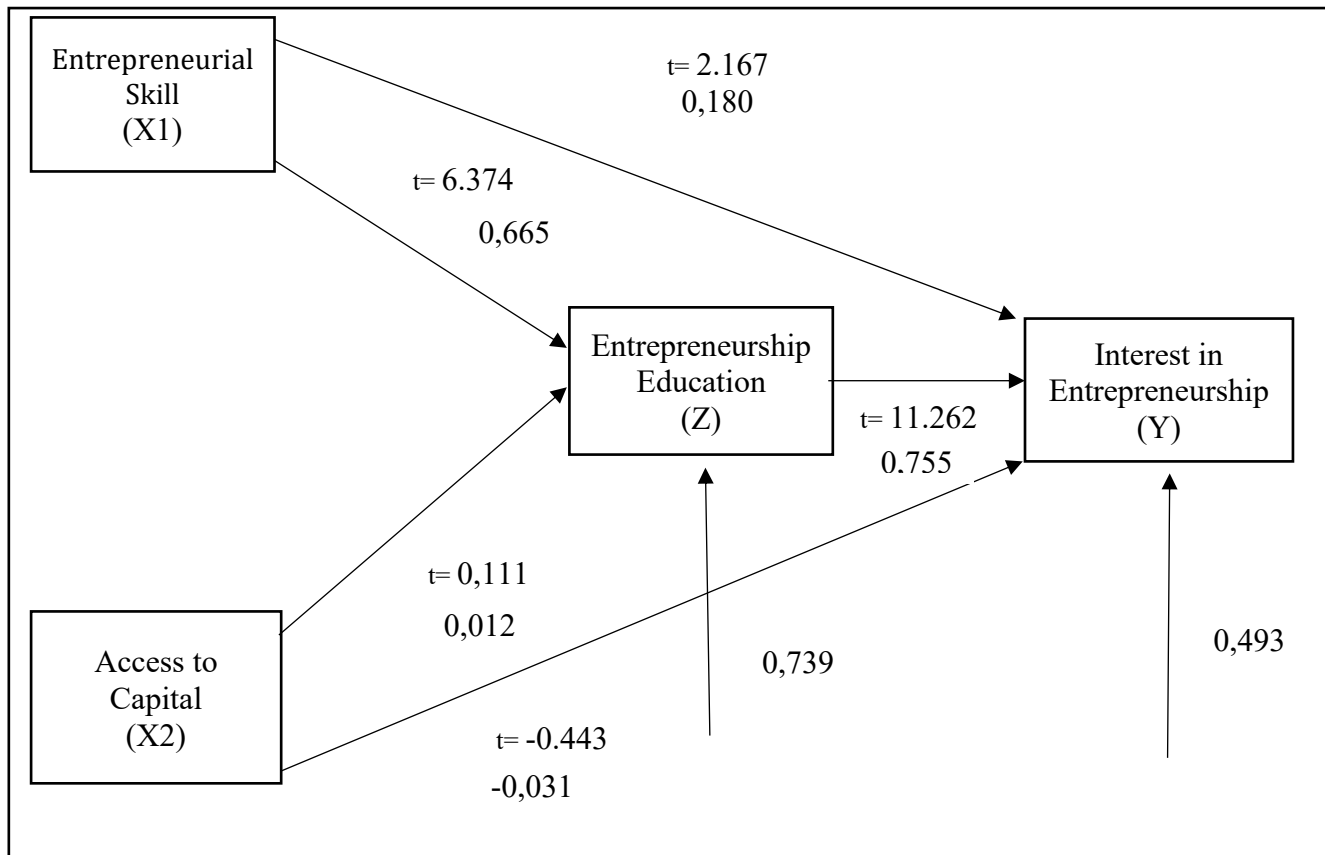 Entrepreneurial
Skill
(X1)
t= 2.167
0,180
t= 6.374
0,665
Entrepreneurship
Education
(Z)
Interest in
Entrepreneurship
(Y)
t= 11.262
0,755
t= 0,111
0,012
Access to
Capital
(X2)
0,739
0,493
t= -0.443
-0,031